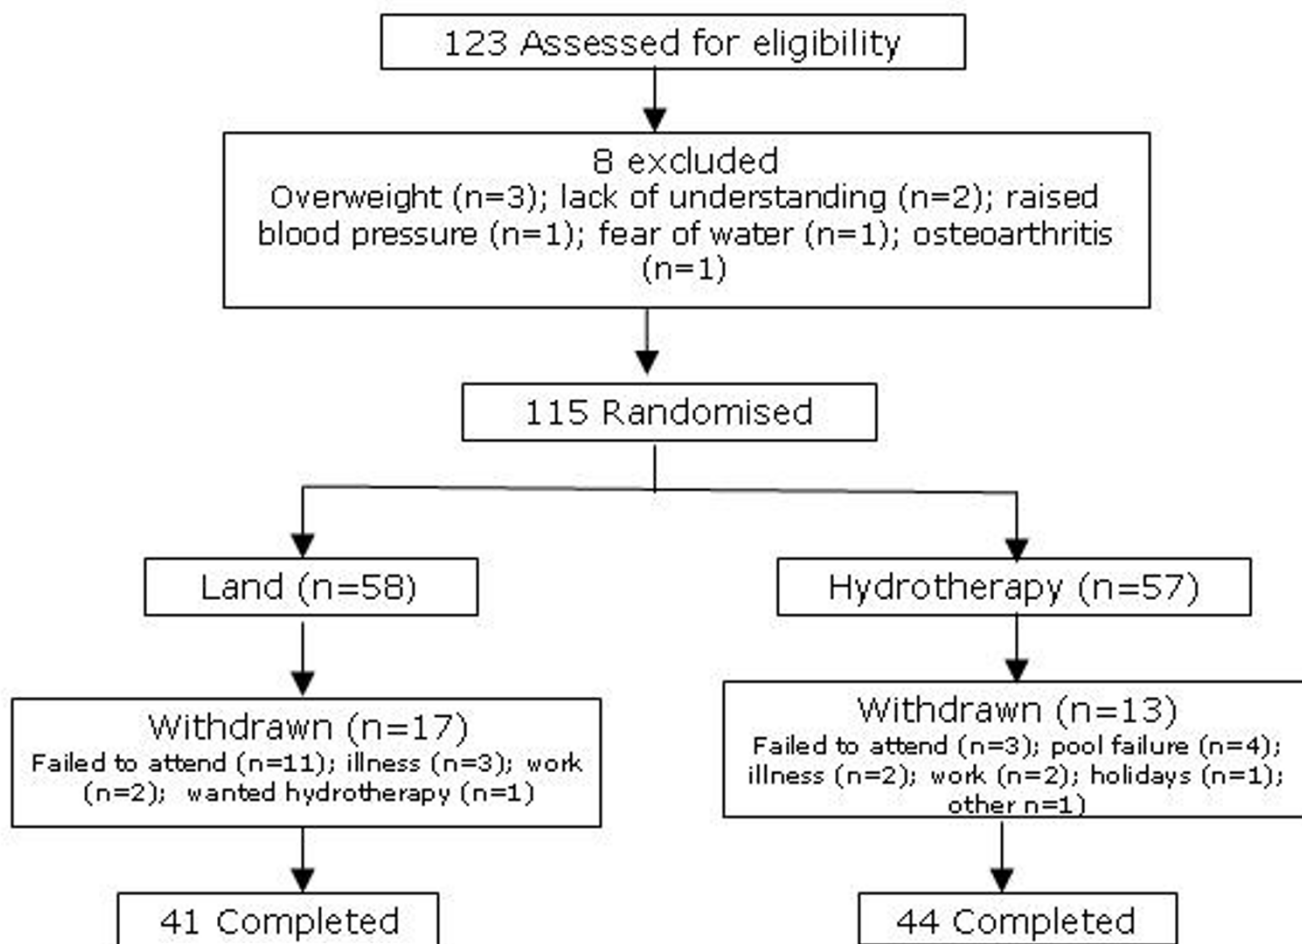 123 Assessed for eligibility
8 excluded
Overweight (n=3); lack of understanding (n=2); raised
blood pressure (n=1); fear of water (n=1); osteoarthritis
(n=1)
115 Randomised
Land (n=58)
Hydrotherapy (n=57)
Withdrawn (n=17)
Failed to attend (n=11); illness (n=3); work
(n=2); wanted hydrotherapy (n=1)
Withdrawn (n=13)
Failed to attend (n=3); pool failure (n=4);
illness (n=2); work (n=2); holidays (n=1);
other n=1)
41 Completed
44 Completed